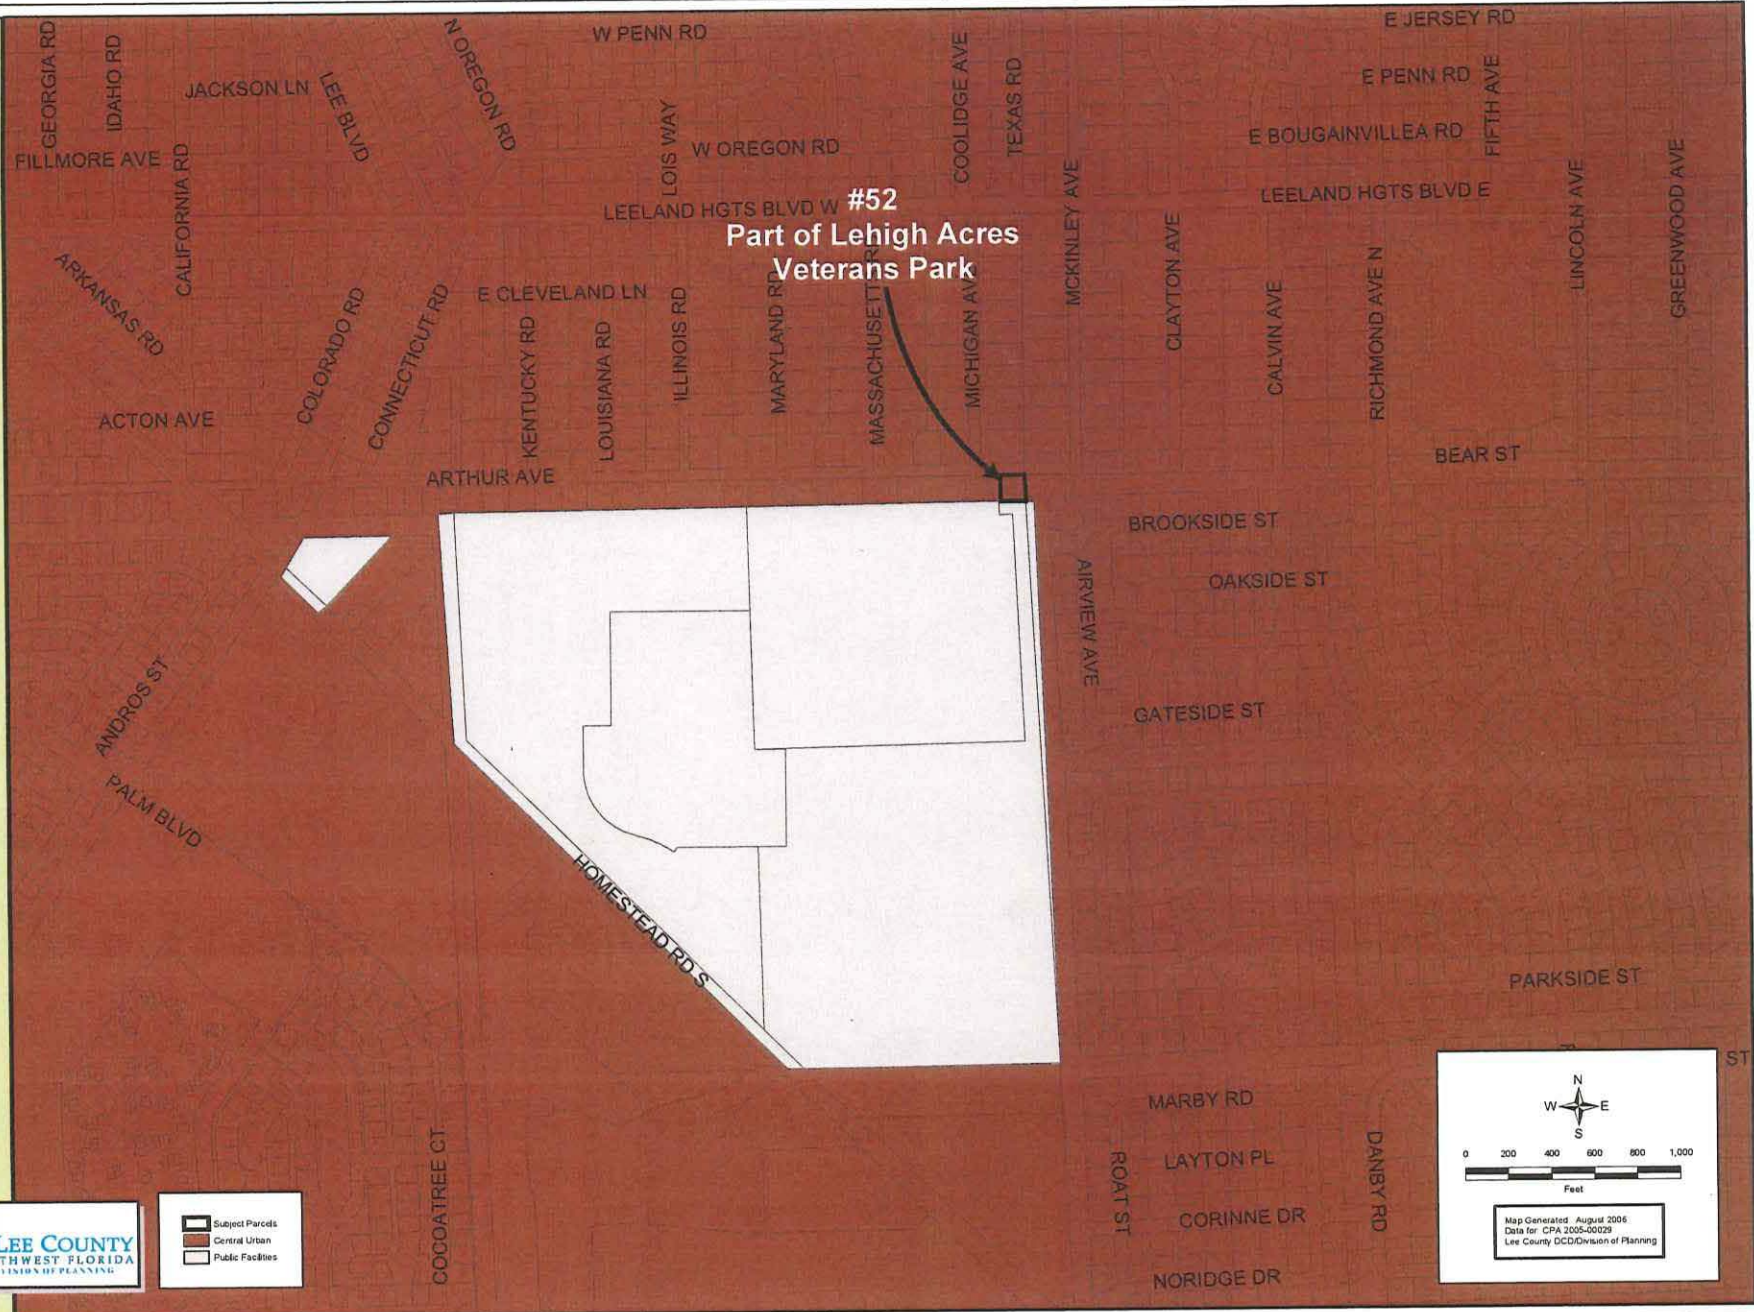 E JERSEY RD
W PENN RD
N OREGON RD
GEORGIA RD
IDAHO RD
COOLIDGE AVE
TEXAS RD
E PENN RD
FIFTH AVE
JACKSON LN
LEE BLVD
LOIS WAY
E BOUGAINVILLEA RD
W OREGON RD
FILLMORE AVE
CALIFORNIA RD
MCKINLEY AVE
LINCOLN AVE
GREENWOOD AVE
LEELAND HGTS BLVD E
LEELAND HGTS BLVD W
#52
Part of Lehigh Acres
Veterans Park
CLAYTON AVE
ARKANSAS RD
COLORADO RD
CONNECTICUT RD
E CLEVELAND LN
KENTUCKY RD
LOUISIANA RD
ILLINOIS RD
MARYLAND RD
MASSACHUSETT
MICHIGAN AV
CALVIN AVE
RICHMOND AVE N
ACTON AVE
BEAR ST
ARTHUR AVE
BROOKSIDE ST
OAKSIDE ST
AIRVIEW AVE
ANDROS ST
GATESIDE ST
PALM BLVD
HOMESTEAD RD S
PARKSIDE ST
ST
MARBY RD
LAYTON PL
ROAT ST
DANBY RD
CORINNE DR
NORIDGE DR
COCOATREE CT
N
W E
S
0 200 400 600 800 1,000
Feet
Map Generated August 2006
Data for CPA 2005-00029
Lee County DCD/Division of Planning
LEE COUNTY
THWEST FLORIDA
VISION OF PLANNING
Subject Parcels
Central Urban
Public Facilities